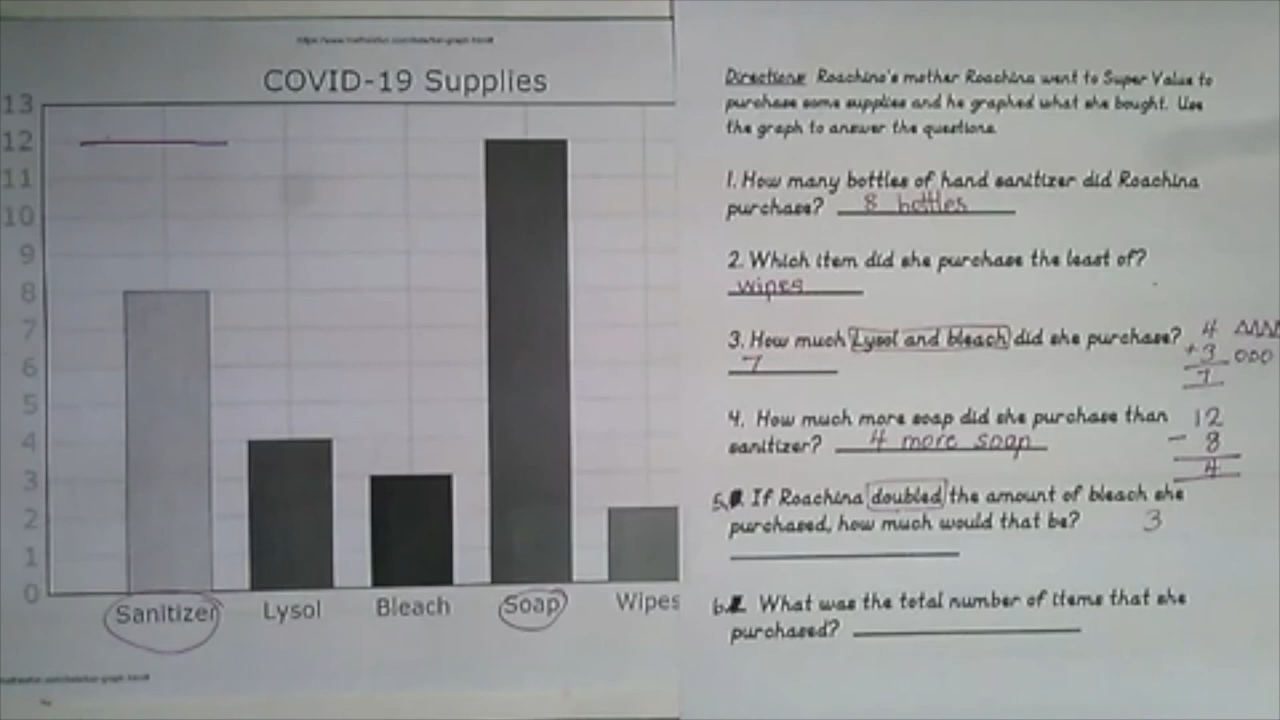 COVID-19 Supplies
13
12
11
10
9
8
7
6
5
4
3
2
1
0
Sanitizer Lysol Bleach Soap Wipes
Directions: Roachino's mother Roachina went to Super Value to
purchase some supplies and he graphed what she bought. Use
the graph to answer the questions.
1. How many bottles of hand sanitizer did Roachina
purchase? 8 bottles
2. Which item did she purchase the least of?
wipes
3. How much Lysol and bleach did she purchase?
7
4
+3
7
4. How much more soap did she purchase than
sanitizer? 4 more soap
12
- 8
4
5. If Roachina doubled the amount of bleach she
purchased, how much would that be? 3
6. What was the total number of items that she
purchased?